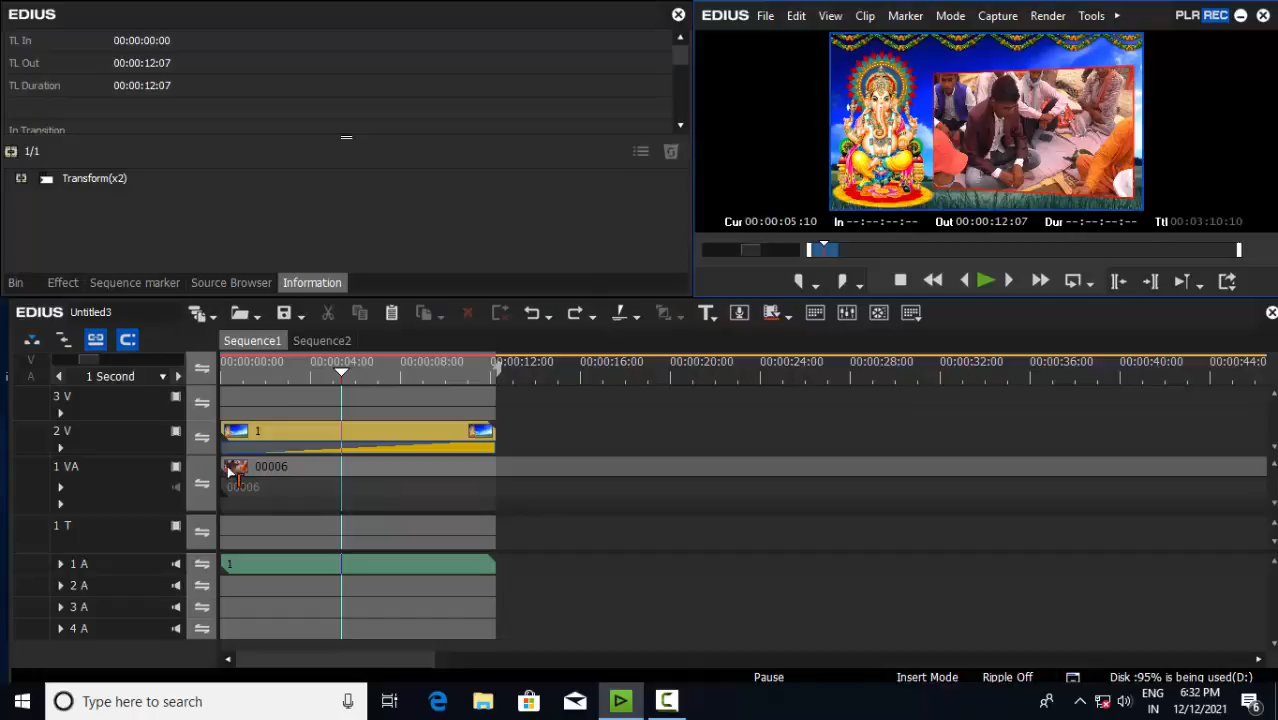 EDIUS
TL In 00:00:00:00
TL Out 00:00:12:07
TL Duration 00:00:12:07
In Transition
1/1
Transform(x2)
Bin Effect Sequence marker Source Browser Information
EDIUS File Edit View Clip Marker Mode Capture Render Tools PLR REC
Cur 00:00:05:10 In --:--:--:-- Out 00:00:12:07 Dur --:--:--:-- Ttl 00:03:10:10
EDIUS Untitled3
Sequence1 Sequence2
V
A
1 Second
00:00:00:00 00:00:04:00 00:00:08:00 00:00:12:00 00:00:16:00 00:00:20:00 00:00:24:00 00:00:28:00 00:00:32:00 00:00:36:00 00:00:40:00 00:00:44:0
3 V
2 V 1
1 VA 00006
00006
1 T
1 A 1
2 A
3 A
4 A
Pause Insert Mode Ripple Off Disk :95% is being used(D:)
Type here to search
ENG
IN
6:32 PM
12/12/2021
6